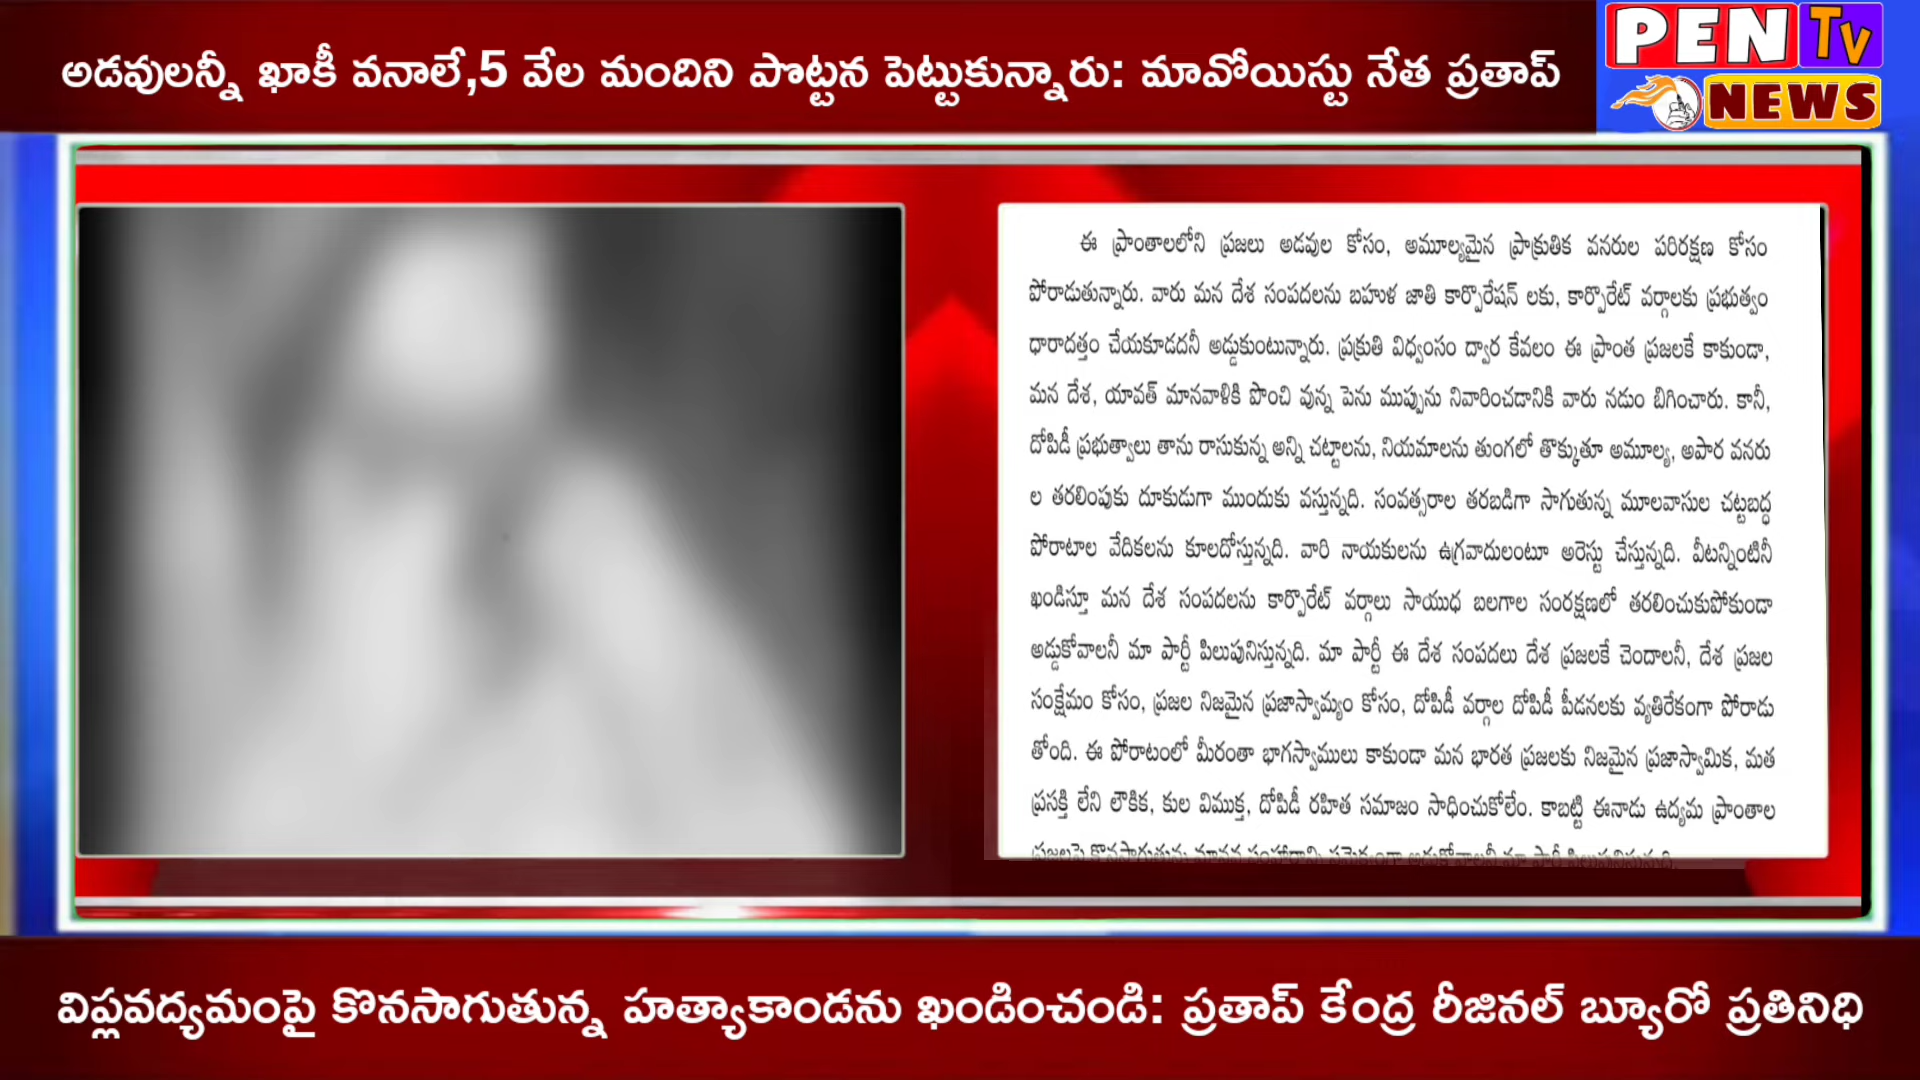 అడవులన్నీ ఖాకీ వనాలే,5 వేల మందిని పొట్టన పెట్టుకున్నారు: మావోయిస్టు నేత ప్రతాప్
PEN TV
NEWS
ఈ ప్రాంతాలలోని ప్రజలు అడవుల కోసం, అమూల్యమైన ప్రాక్రుతిక వనరుల పరిరక్షణ కోసం
పోరాడుతున్నారు. వారు మన దేశ సంపదలను బహుళ జాతి కార్పొరేషన్ లకు, కార్పొరేట్ వర్గాలకు ప్రభుత్వం
ధారాదత్తం చేయకూడదనీ అడ్డుకుంటున్నారు. ప్రక్రుతి విధ్వంసం ద్వార కేవలం ఈ ప్రాంత ప్రజలకే కాకుండా,
మన దేశ, యావత్ మానవాళికి పొంచి వున్న పెను ముప్పును నివారించడానికి వారు నడుం బిగించారు. కానీ,
దోపిడీ ప్రభుత్వాలు తాను రాసుకున్న అన్ని చట్టాలను, నియమాలను తుంగలో తొక్కుతూ అమూల్య, అపార వనరు
ల తరలింపుకు దూకుడుగా ముందుకు వస్తున్నది. సంవత్సరాల తరబడిగా సాగుతున్న మూలవాసుల చట్టబద్ధ
పోరాటాల వేదికలను కూలదోస్తున్నది. వారి నాయకులను ఉగ్రవాదులంటూ అరెస్టు చేస్తున్నది. వీటన్నింటినీ
ఖండిస్తూ మన దేశ సంపదలను కార్పొరేట్ వర్గాలు సాయుధ బలగాల సంరక్షణలో తరలించుకుపోకుండా
అడ్డుకోవాలనీ మా పార్టీ పిలుపునిస్తున్నది. మా పార్టీ ఈ దేశ సంపదలు దేశ ప్రజలకే చెందాలనీ, దేశ ప్రజల
సంక్షేమం కోసం, ప్రజల నిజమైన ప్రజాస్వామ్యం కోసం, దోపిడీ వర్గాల దోపిడీ పీడనలకు వ్యతిరేకంగా పోరాడు
తోంది. ఈ పోరాటంలో మీరంతా భాగస్వాములు కాకుండా మన భారత ప్రజలకు నిజమైన ప్రజాస్వామిక, మత
ప్రసక్తి లేని లౌకిక, కుల విముక్త, దోపిడీ రహిత సమాజం సాధించుకోలేం. కాబట్టి ఈనాడు ఉద్యమ ప్రాంతాల
విప్లవద్యమంపై కొనసాగుతున్న హత్యాకాండను ఖండించండి: ప్రతాప్ కేంద్ర రీజినల్ బ్యూరో ప్రతినిధి